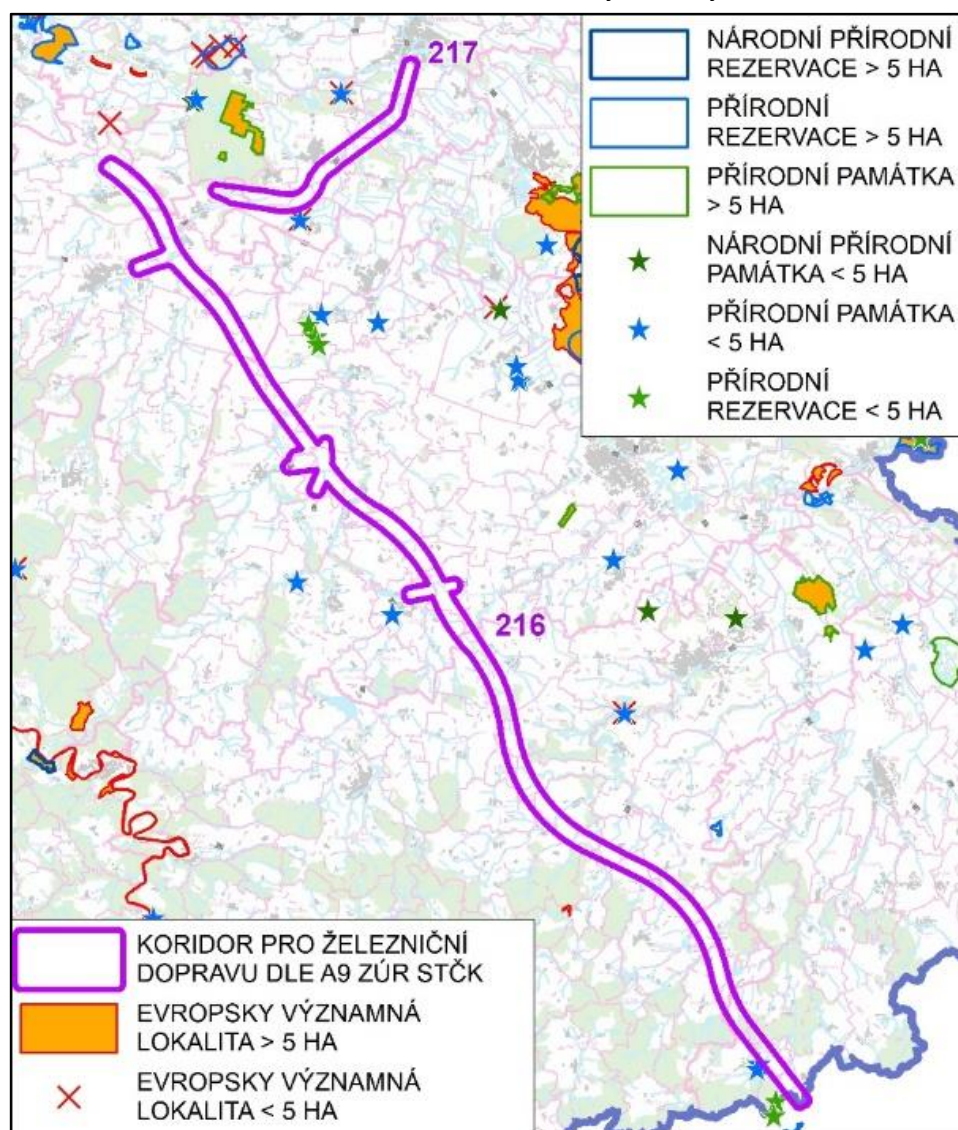 217
NÁRODNÍ PŘÍRODNÍ
REZERVACE > 5 HA
PŘÍRODNÍ
REZERVACE > 5 HA
PŘÍRODNÍ PAMÁTKA
> 5 HA
NÁRODNÍ PŘÍRODNÍ
PAMÁTKA < 5 HA
PŘÍRODNÍ PAMÁTKA
< 5 HA
PŘÍRODNÍ
REZERVACE < 5 HA
216
KORIDOR PRO ŽELEZNIČNÍ
DOPRAVU DLE A9 ZÚR STČK
EVROPSKY VÝZNAMNÁ
LOKALITA > 5 HA
EVROPSKY VÝZNAMNÁ
LOKALITA < 5 HA